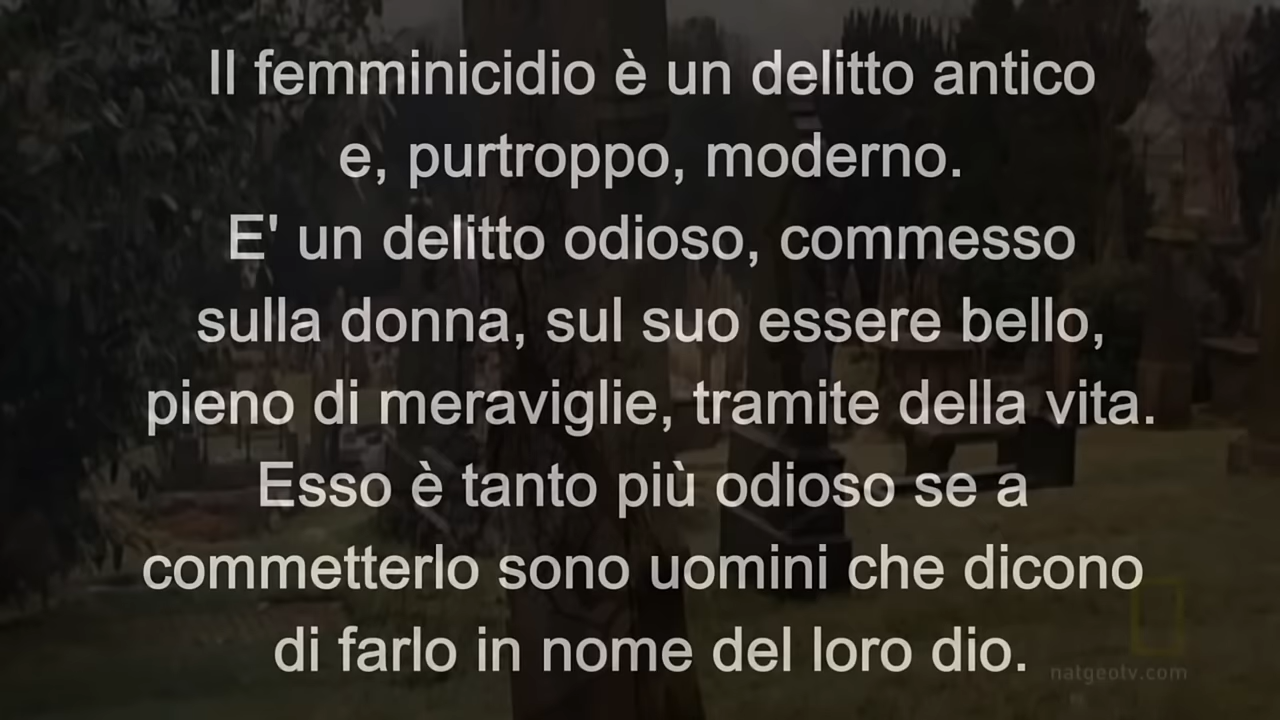 Il femminicidio è un delitto antico
e, purtroppo, moderno.
E' un delitto odioso, commesso
sulla donna, sul suo essere bello,
pieno di meraviglie, tramite della vita.
Esso è tanto più odioso se a
commetterlo sono uomini che dicono
di farlo in nome del loro dio.
natgeotv.com